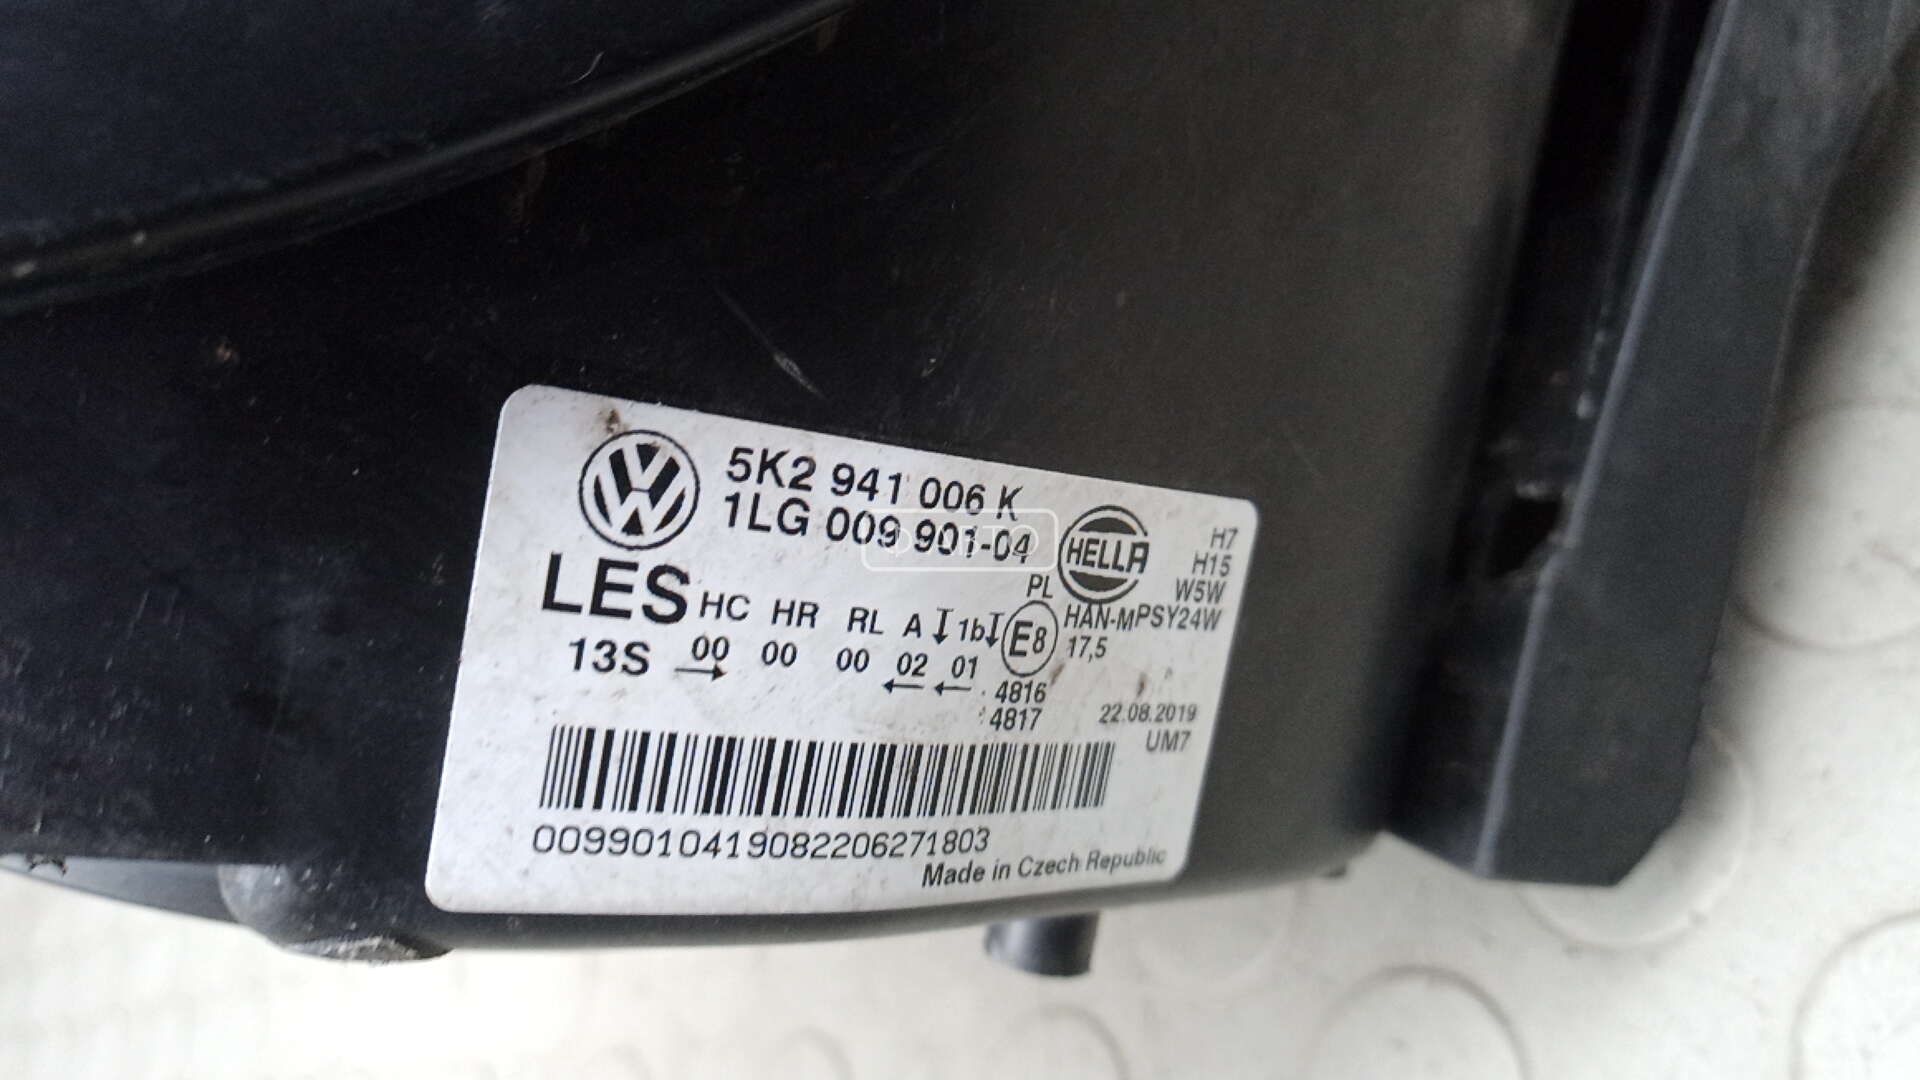 5K2 941 006 K
1LG 009 901-04
HELLA
H7
H15
W5W
PSY24W
PL
HAN-M
LES HC HR RL A 1b E8 17,5
13S 00 00 00 02 01
4816
4817
22.08.2019
UM7
0099010419082206271803
Made in Czech Republic